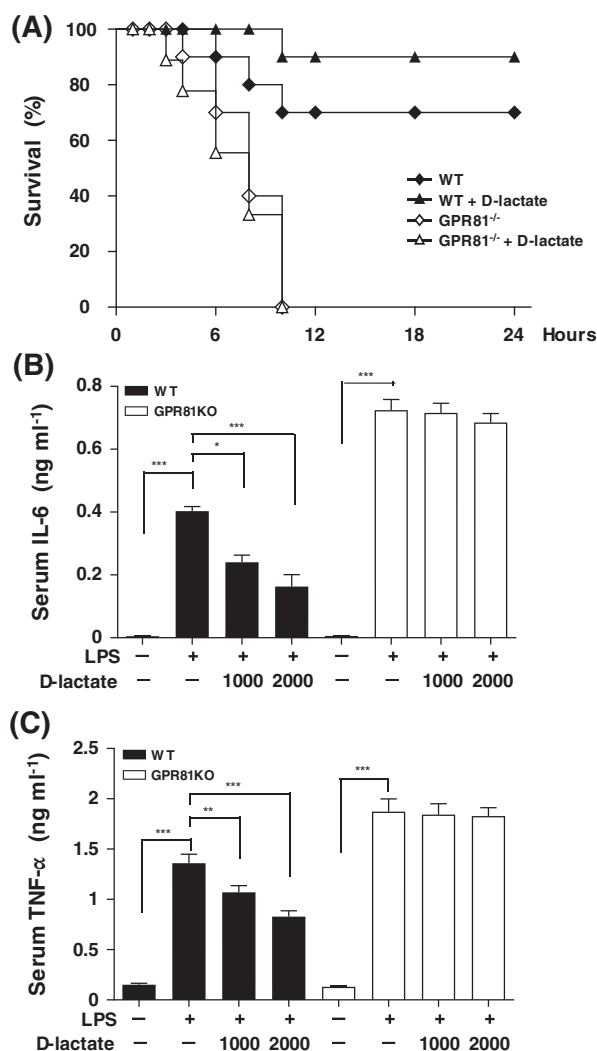 (A)
100
80
60
40
20
0
Survival (%)
WT
WT + D-lactate
GPR81-/-
GPR81-/- + D-lactate
0 6 12 18 24 Hours
(B)
0.8
0.6
0.4
0.2
0
Serum IL-6 (ng ml-1)
WT
GPR81KO
***
***
*
***
LPS – + + + – + + +
D-lactate – – 1000 2000 – – 1000 2000
(C)
2.5
2
1.5
1
0.5
0
Serum TNF-α (ng ml-1)
WT
GPR81KO
***
***
**
***
LPS – + + + – + + +
D-lactate – – 1000 2000 – – 1000 2000